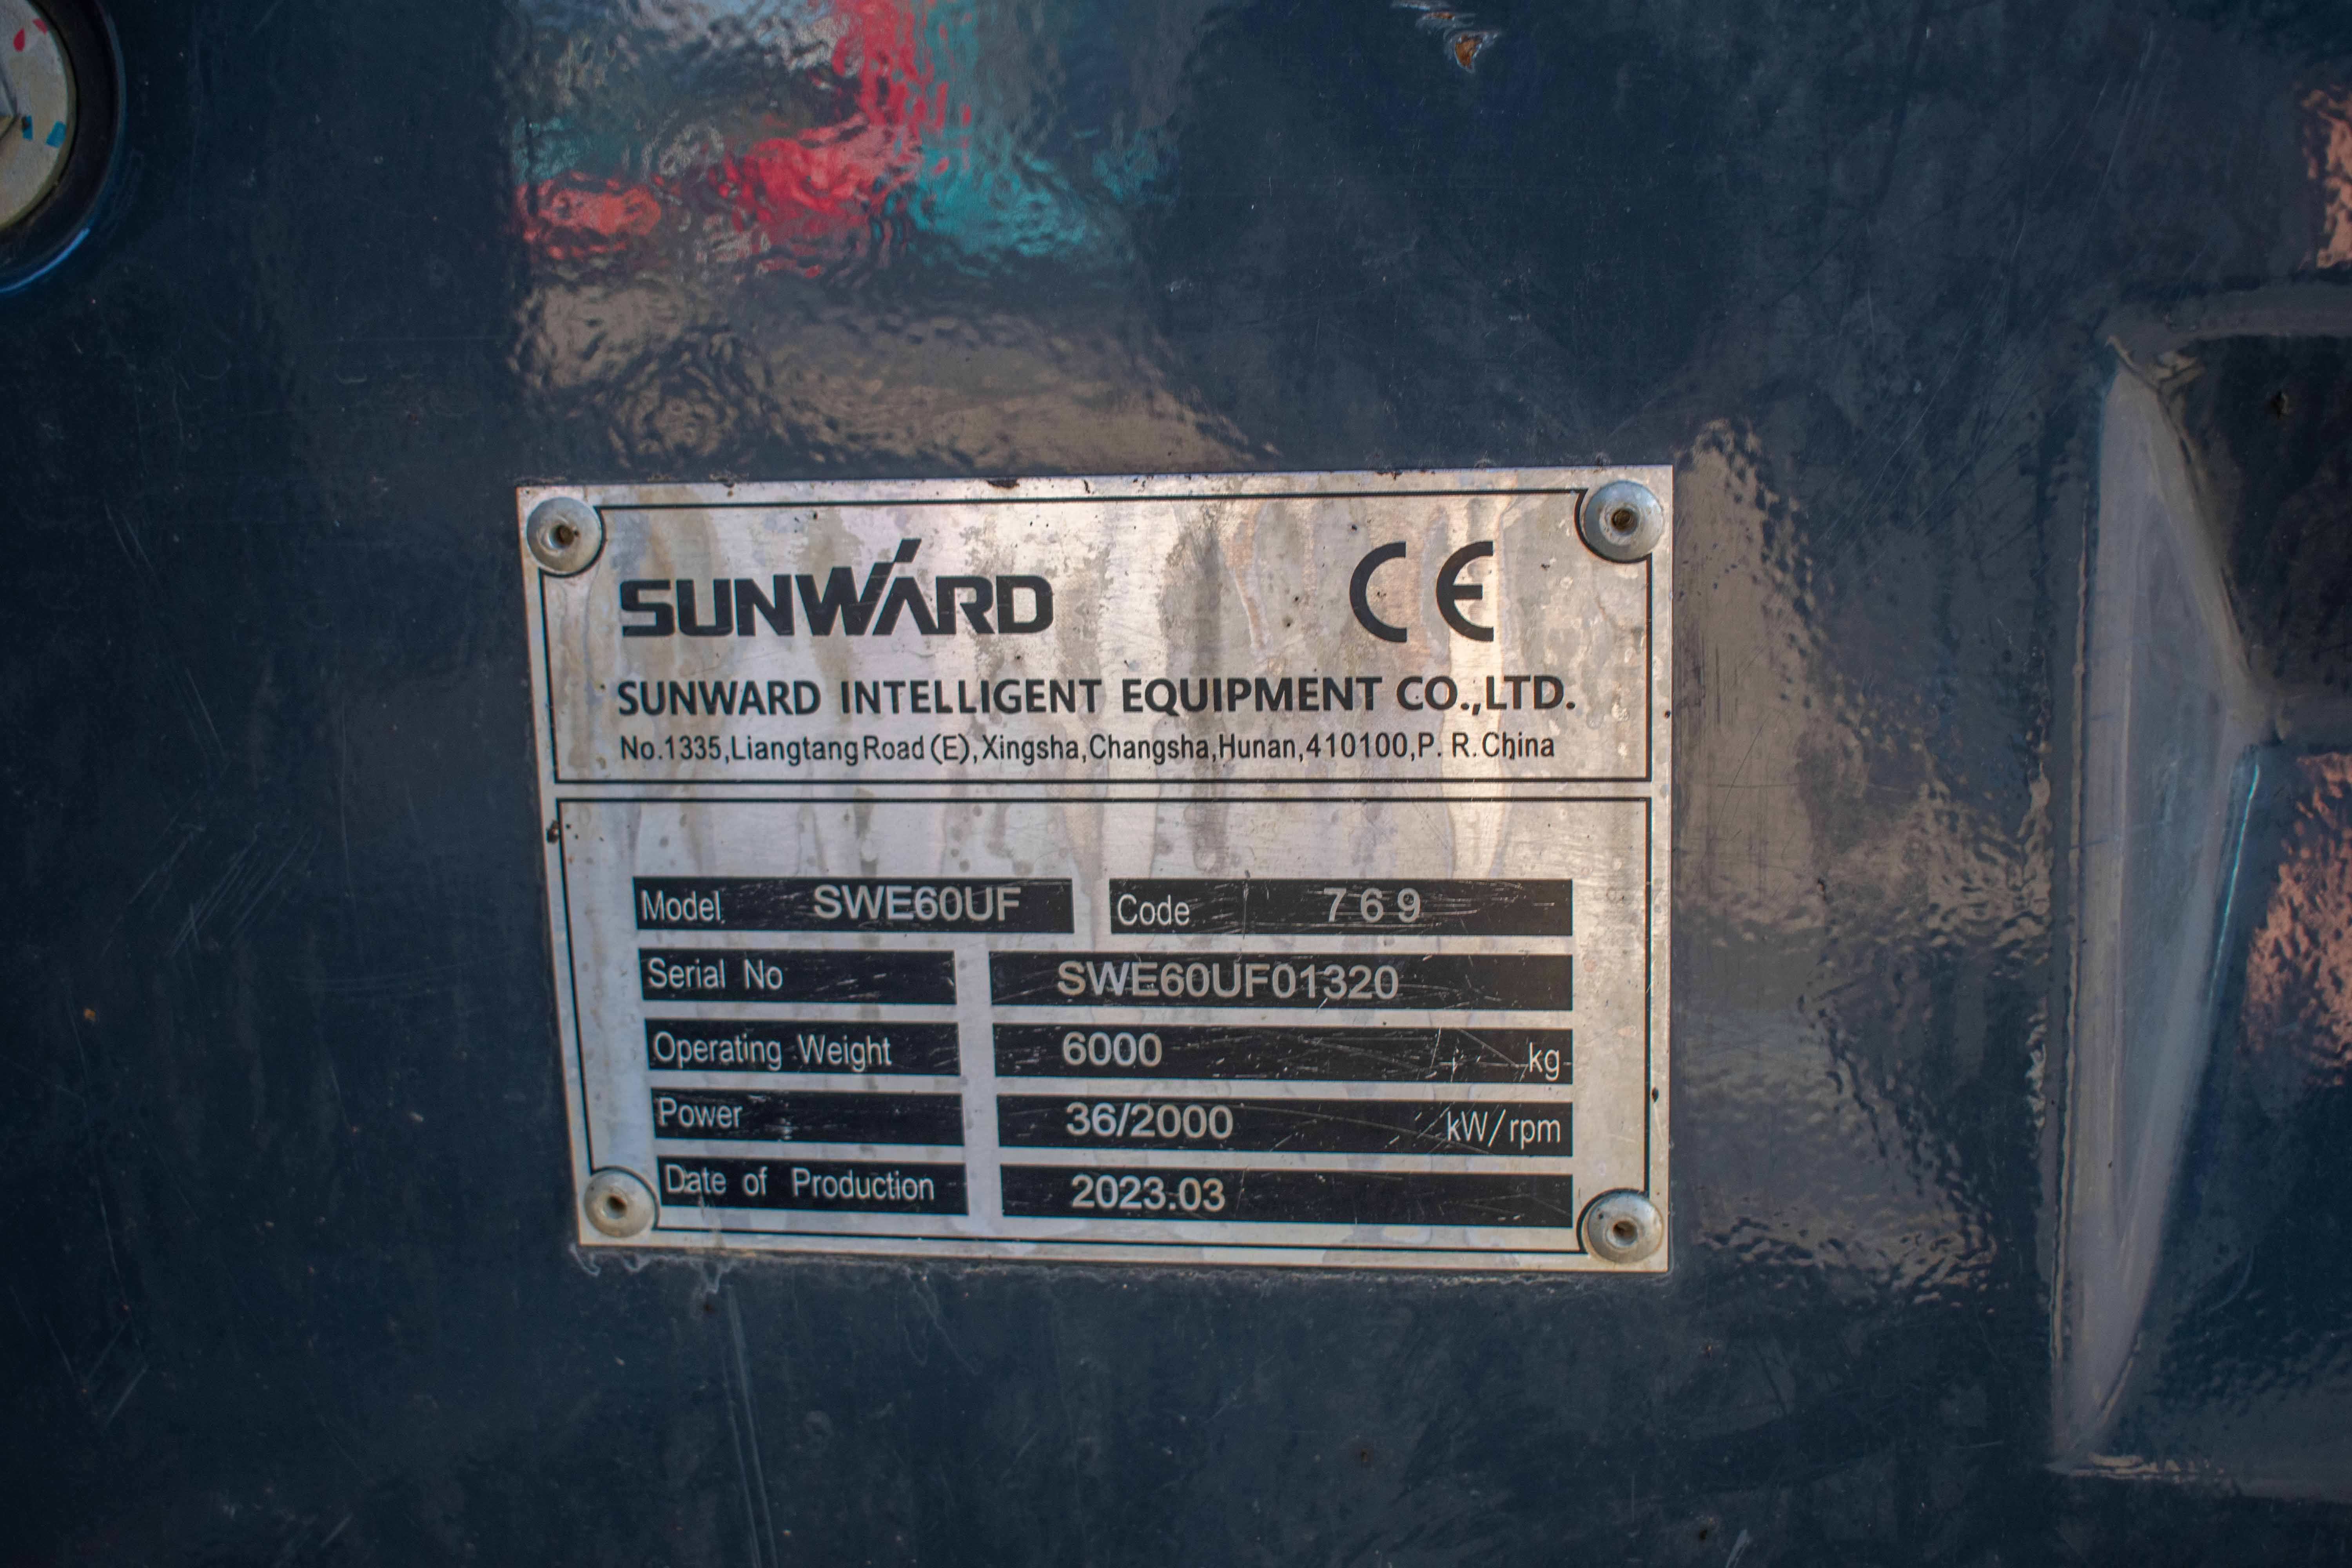 SUNWARD CE
SUNWARD INTELLIGENT EQUIPMENT CO.,LTD.
No.1335,Liangtang Road (E),Xingsha,Changsha,Hunan,410100,P. R. China
Model SWE60UF Code 769
Serial No SWE60UF01320
Operating Weight 6000 kg
Power 36/2000 kW/rpm
Date of Production 2023.03